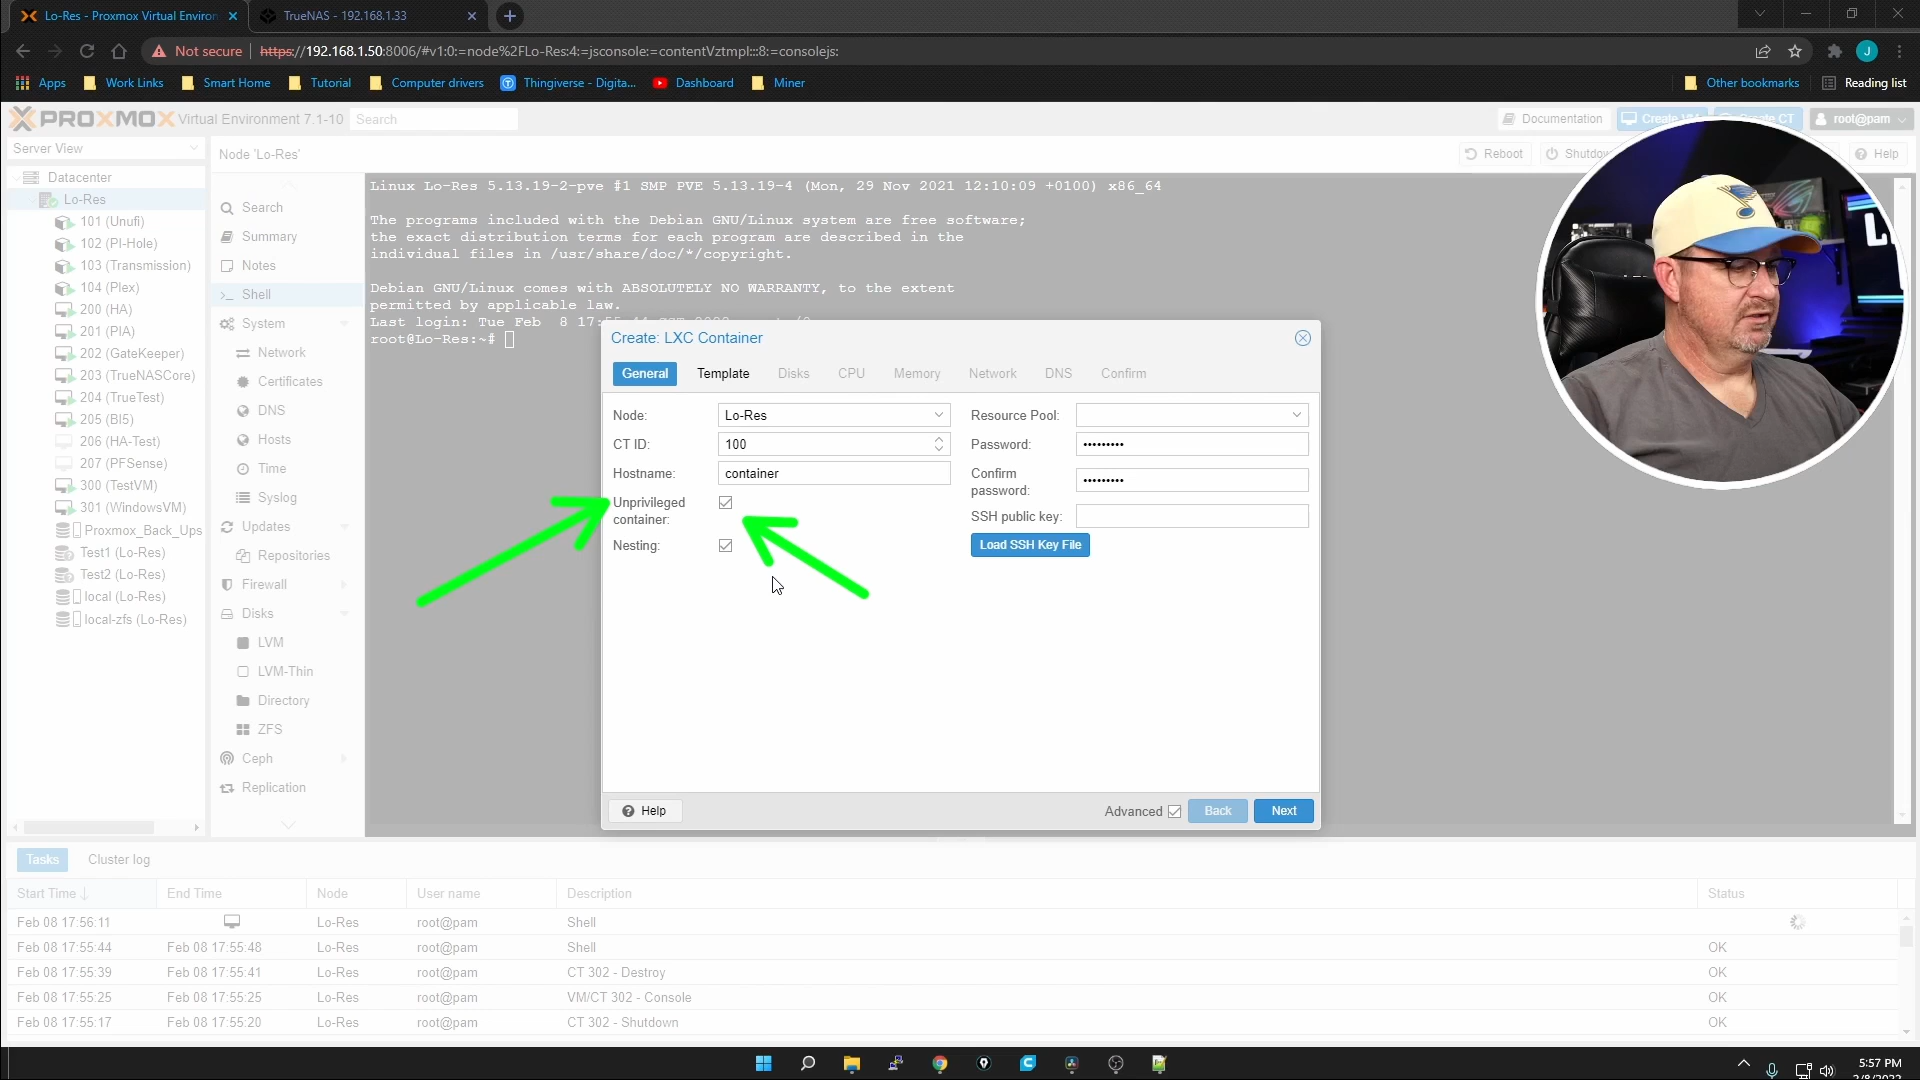 Lo-Res - Proxmox Virtual Environ
TrueNAS - 192.168.1.33
Not secure
https://192.168.1.50:8006/#v1:0:=node%2FLo-Res:4:=jsconsole:=contentVztmpl:::8:=consolejs:
J
Apps
Work Links
Smart Home
Tutorial
Computer drivers
Thingiverse - Digita...
Dashboard
Miner
Other bookmarks
Reading list
PROXMOX
Virtual Environment 7.1-10
Search
Documentation
Create
CT
root@pam
Server View
Node 'Lo-Res'
Reboot
Help
Datacenter
Lo-Res
101 (Unufi)
102 (PI-Hole)
103 (Transmission)
104 (Plex)
200 (HA)
201 (PIA)
202 (GateKeeper)
203 (TrueNASCore)
204 (TrueTest)
205 (BI5)
206 (HA-Test)
207 (PFSense)
300 (TestVM)
301 (WindowsVM)
Proxmox_Back_Ups
Test1 (Lo-Res)
Test2 (Lo-Res)
local (Lo-Res)
local-zfs (Lo-Res)
Search
Summary
Notes
Shell
System
Network
Certificates
DNS
Hosts
Time
Syslog
Updates
Repositories
Firewall
Disks
LVM
LVM-Thin
Directory
ZFS
Ceph
Replication
Linux Lo-Res 5.13.19-2-pve #1 SMP PVE 5.13.19-4 (Mon, 29 Nov 2021 12:10:09 +0100) x86_64
The programs included with the Debian GNU/Linux system are free software;
the exact distribution terms for each program are described in the
individual files in /usr/share/doc/*/copyright.
Debian GNU/Linux comes with ABSOLUTELY NO WARRANTY, to the extent
permitted by applicable law.
Last login: Tue Feb 8
root@Lo-Res:~#
Create: LXC Container
General
Template
Disks
CPU
Memory
Network
DNS
Confirm
Node:
Lo-Res
CT ID:
100
Hostname:
container
Unprivileged
container:
Nesting:
Resource Pool:
Password:
•••••••••
Confirm
password:
•••••••••
SSH public key:
Load SSH Key File
Help
Advanced
Back
Next
Tasks
Cluster log
Start Time
End Time
Node
User name
Description
Status
Feb 08 17:56:11
Lo-Res
root@pam
Shell
Feb 08 17:55:44
Feb 08 17:55:48
Lo-Res
root@pam
Shell
OK
Feb 08 17:55:39
Feb 08 17:55:41
Lo-Res
root@pam
CT 302 - Destroy
OK
Feb 08 17:55:25
Feb 08 17:55:25
Lo-Res
root@pam
VM/CT 302 - Console
OK
Feb 08 17:55:17
Feb 08 17:55:20
Lo-Res
root@pam
CT 302 - Shutdown
OK
5:57 PM